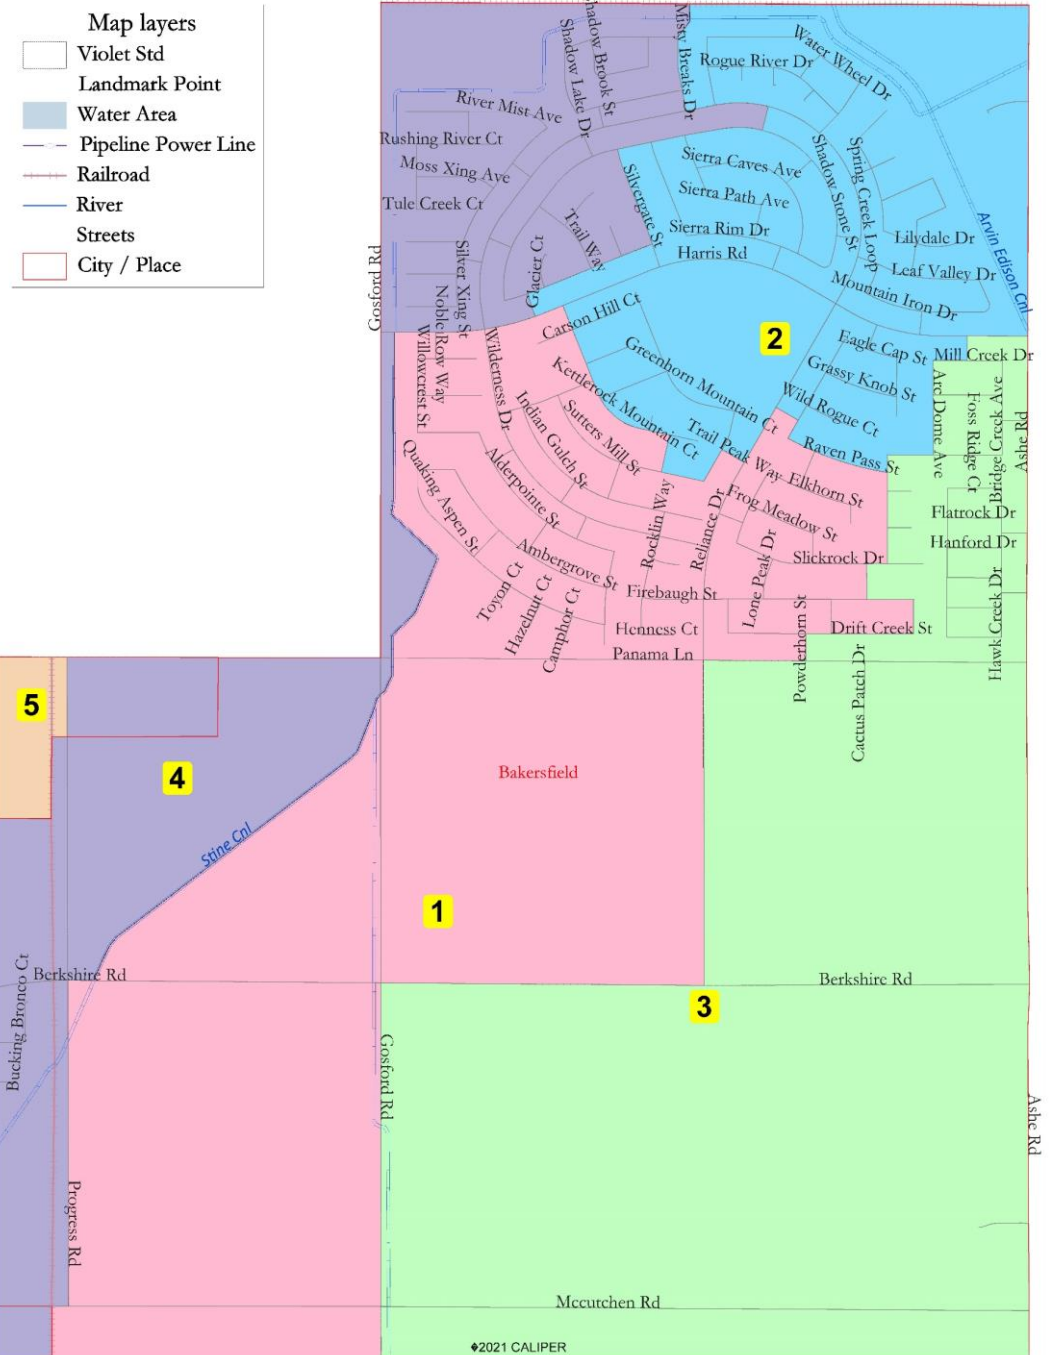 Map layers
Violet Std
Landmark Point
Water Area
Pipeline Power Line
Railroad
River
Streets
City / Place
Shadow Brook St
Shadow Lake Dr
Misty Breaks Dr
Rogue River Dr
Water Wheel Dr
River Mist Ave
Rushing River Ct
Moss Xing Ave
Tule Creek Ct
Sierra Caves Ave
Sierra Path Ave
Sierra Rim Dr
Silvergate St
Shadow Stone St
Spring Creek Loop
Lilydale Dr
Leaf Valley Dr
Arvin Edison Cnl
Trail Way
Glacier Ct
Harris Rd
Mountain Iron Dr
Gosford Rd
Silver Xing St
Noble Row Way
Willowcrest St
Wilderness Dr
Carson Hill Ct
Greenhorn Mountain Ct
Kettlerock Mountain Ct
2
Eagle Cap St
Mill Creek Dr
Grassy Knob St
Wild Rogue Ct
Raven Pass St
Arc Dome Ave
Foss Ridge Ct
Bridge Creek Ave
Ashe Rd
Indian Gulch St
Sutters Mill St
Trail Peak Way
Elkhorn St
Quaking Aspen St
Alderpointe St
Rocklin Way
Reliance Dr
Frog Meadow St
Flatrock Dr
Hanford Dr
Slickrock Dr
Lone Peak Dr
Ambergrove St
Toyon Ct
Hazelnut Ct
Camphor Ct
Firebaugh St
Henness Ct
Panama Ln
Powderhorn St
Drift Creek St
Cactus Patch Dr
Hawk Creek Dr
5
4
Bakersfield
Stine Cnl
1
Berkshire Rd
Berkshire Rd
3
Bucking Bronco Ct
Gosford Rd
Ashe Rd
Progress Rd
Mccutchen Rd
�2021 CALIPER